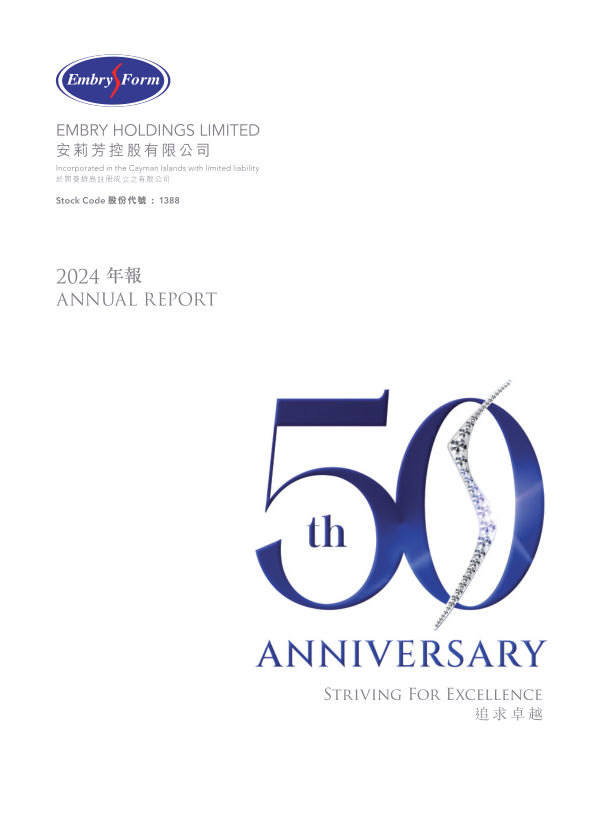 Embry Form
EMBRY HOLDINGS LIMITED
安莉芳控股有限公司
Incorporated in the Cayman Islands with limited liability
於開曼群島註冊成立之有限公司
Stock Code 股份代號 : 1388
2024 年報
ANNUAL REPORT
50
th
ANNIVERSARY
STRIVING FOR EXCELLENCE
追求卓越